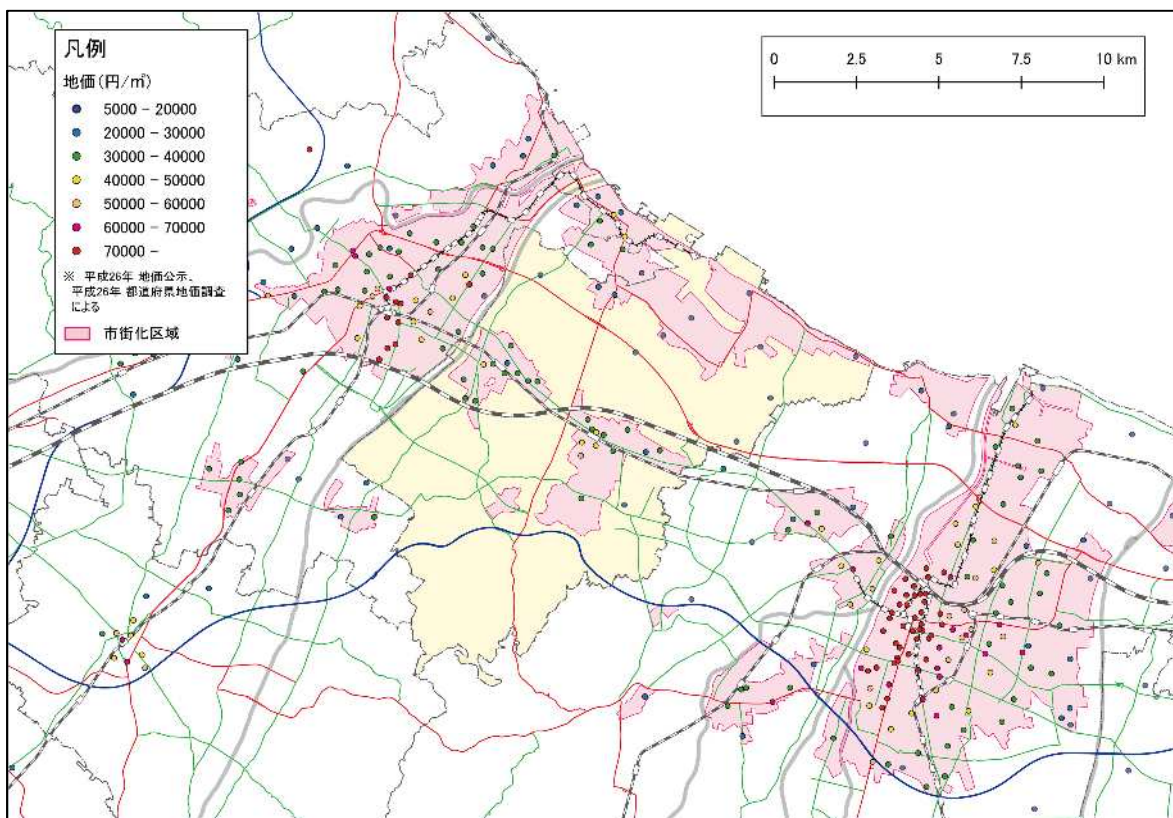 凡例
地価(円/㎡)
5000 - 20000
20000 - 30000
30000 - 40000
40000 - 50000
50000 - 60000
60000 - 70000
70000 -
※ 平成26年 地価公示、
平成26年 都道府県地価調査
による
市街化区域
0 2.5 5 7.5 10 km